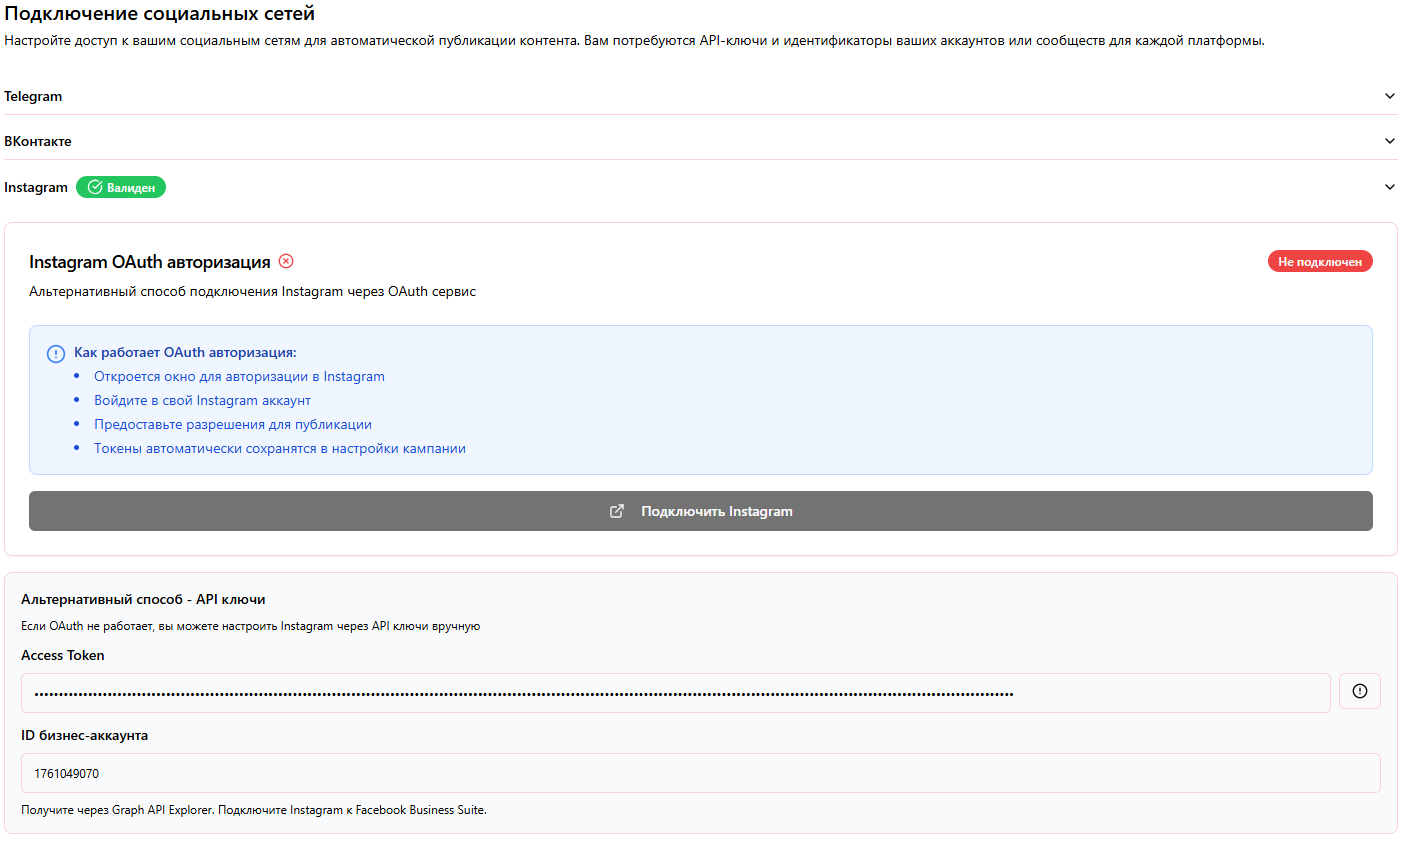 Подключение социальных сетей
Настройте доступ к вашим социальным сетям для автоматической публикации контента. Вам потребуются API-ключи и идентификаторы ваших аккаунтов или сообществ для каждой платформы.
Telegram
ВКонтакте
Instagram Валиден
Instagram OAuth авторизация Не подключен
Альтернативный способ подключения Instagram через OAuth сервис
Как работает OAuth авторизация:
• Откроется окно для авторизации в Instagram
• Войдите в свой Instagram аккаунт
• Предоставьте разрешения для публикации
• Токены автоматически сохранятся в настройки кампании
Подключить Instagram
Альтернативный способ - API ключи
Если OAuth не работает, вы можете настроить Instagram через API ключи вручную
Access Token
ID бизнес-аккаунта
1761049070
Получите через Graph API Explorer. Подключите Instagram к Facebook Business Suite.